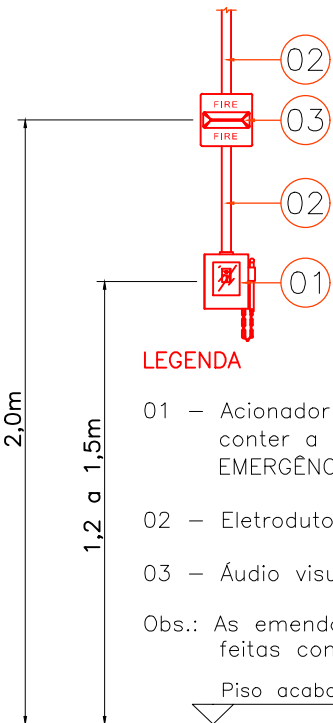 02
FIRE
03
FIRE
02
01
2,0m
1,2 a 1,5m
LEGENDA
01 – Acionador
conter a
EMERGÊNC
02 – Eletroduto
03 – Áudio visu
Obs.: As emenda
feitas con
Piso acaba